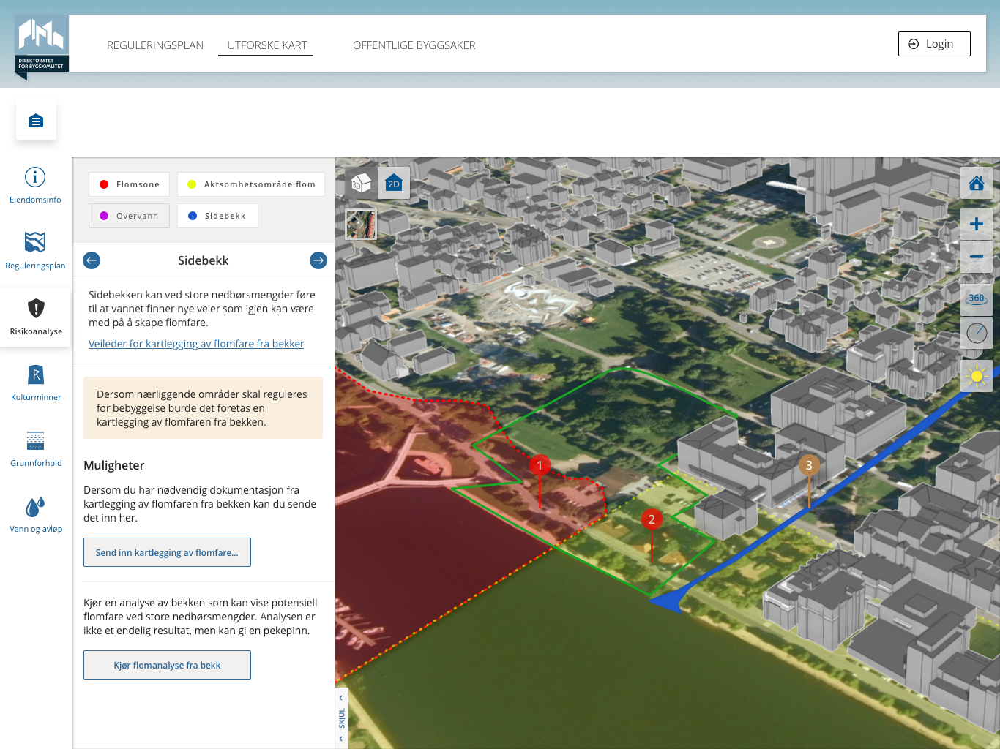 DIREKTORATET
FOR BYGGKVALITET
REGULERINGSPLAN
UTFORSKE KART
OFFENTLIGE BYGGSAKER
Login
Eiendomsinfo
Reguleringsplan
Risikoanalyse
Kulturminner
Grunnforhold
Vann og avløp
Flomsone
Aktsomhetsområde flom
Overvann
Sidebekk
Sidebekk
Sidebekken kan ved store nedbørsmengder føre
til at vannet finner nye veier som igjen kan være
med på å skape flomfare.
Veileder for kartlegging av flomfare fra bekker
Dersom nærliggende områder skal reguleres
for bebyggelse burde det foretas en
kartlegging av flomfaren fra bekken.
Muligheter
Dersom du har nødvendig dokumentasjon fra
kartlegging av flomfaren fra bekken kan du sende
det inn her.
Send inn kartlegging av flomfare...
Kjør en analyse av bekken som kan vise potensiell
flomfare ved store nedbørsmengder. Analysen er
ikke et endelig resultat, men kan gi en pekepinn.
Kjør flomanalyse fra bekk
SKJUL
3D
2D
360
1
2
3